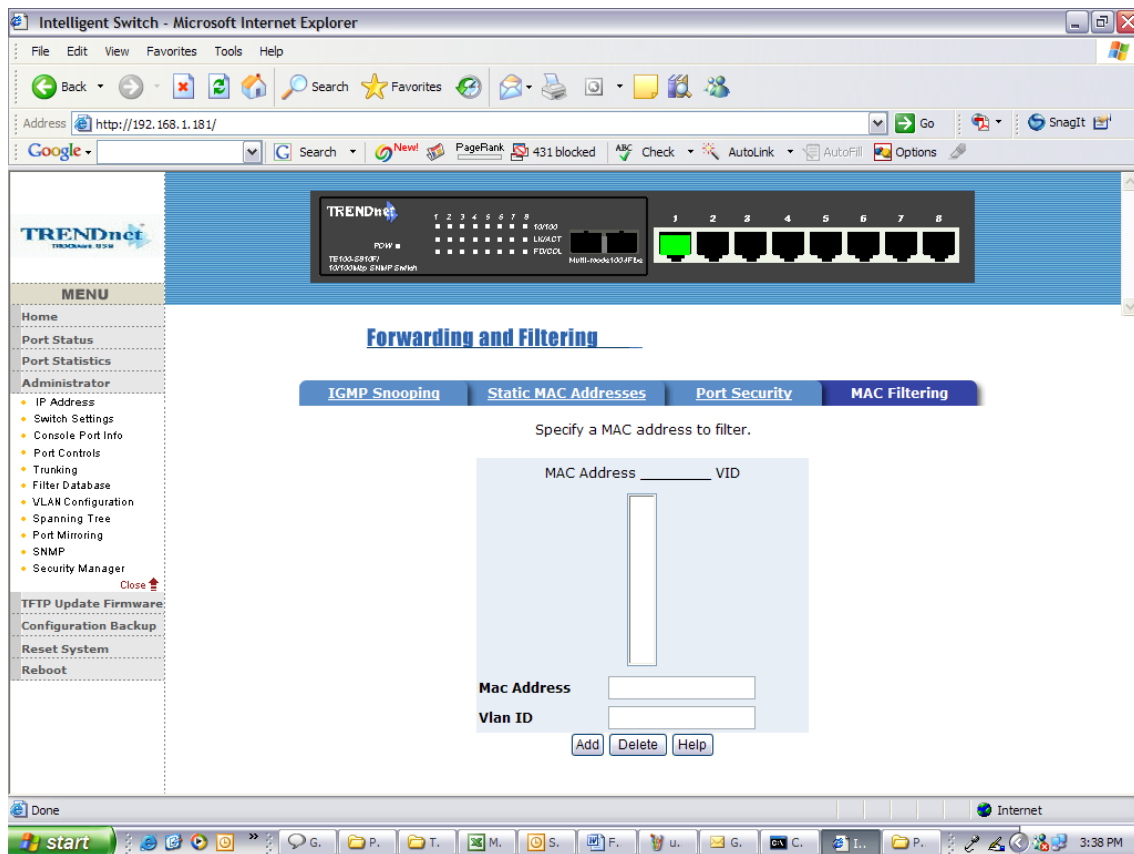 Intelligent Switch - Microsoft Internet Explorer
File Edit View Favorites Tools Help
Back Search Favorites
Address http://192.168.1.181/ Go SnagIt
Google Search New! PageRank 431 blocked ABC Check AutoLink AutoFill Options
TRENDnet
TRENDnet
1 2 3 4 5 6 7 8
10/100
LK/ACT
FD/COL
POW
10/100Mbp SNMP Switch
1 2 3 4 5 6 7 8
MENU
Home
Port Status
Port Statistics
Administrator
IP Address
Switch Settings
Console Port Info
Port Controls
Trunking
Filter Database
VLAN Configuration
Spanning Tree
Port Mirroring
SNMP
Security Manager
Close
TFTP Update Firmware
Configuration Backup
Reset System
Reboot
Forwarding and Filtering
IGMP Snooping Static MAC Addresses Port Security MAC Filtering
Specify a MAC address to filter.
MAC Address _________ VID
Mac Address
Vlan ID
Add Delete Help
Done Internet
start » G. P. T. M. S. F. u. G. C. I.. P. 3:38 PM